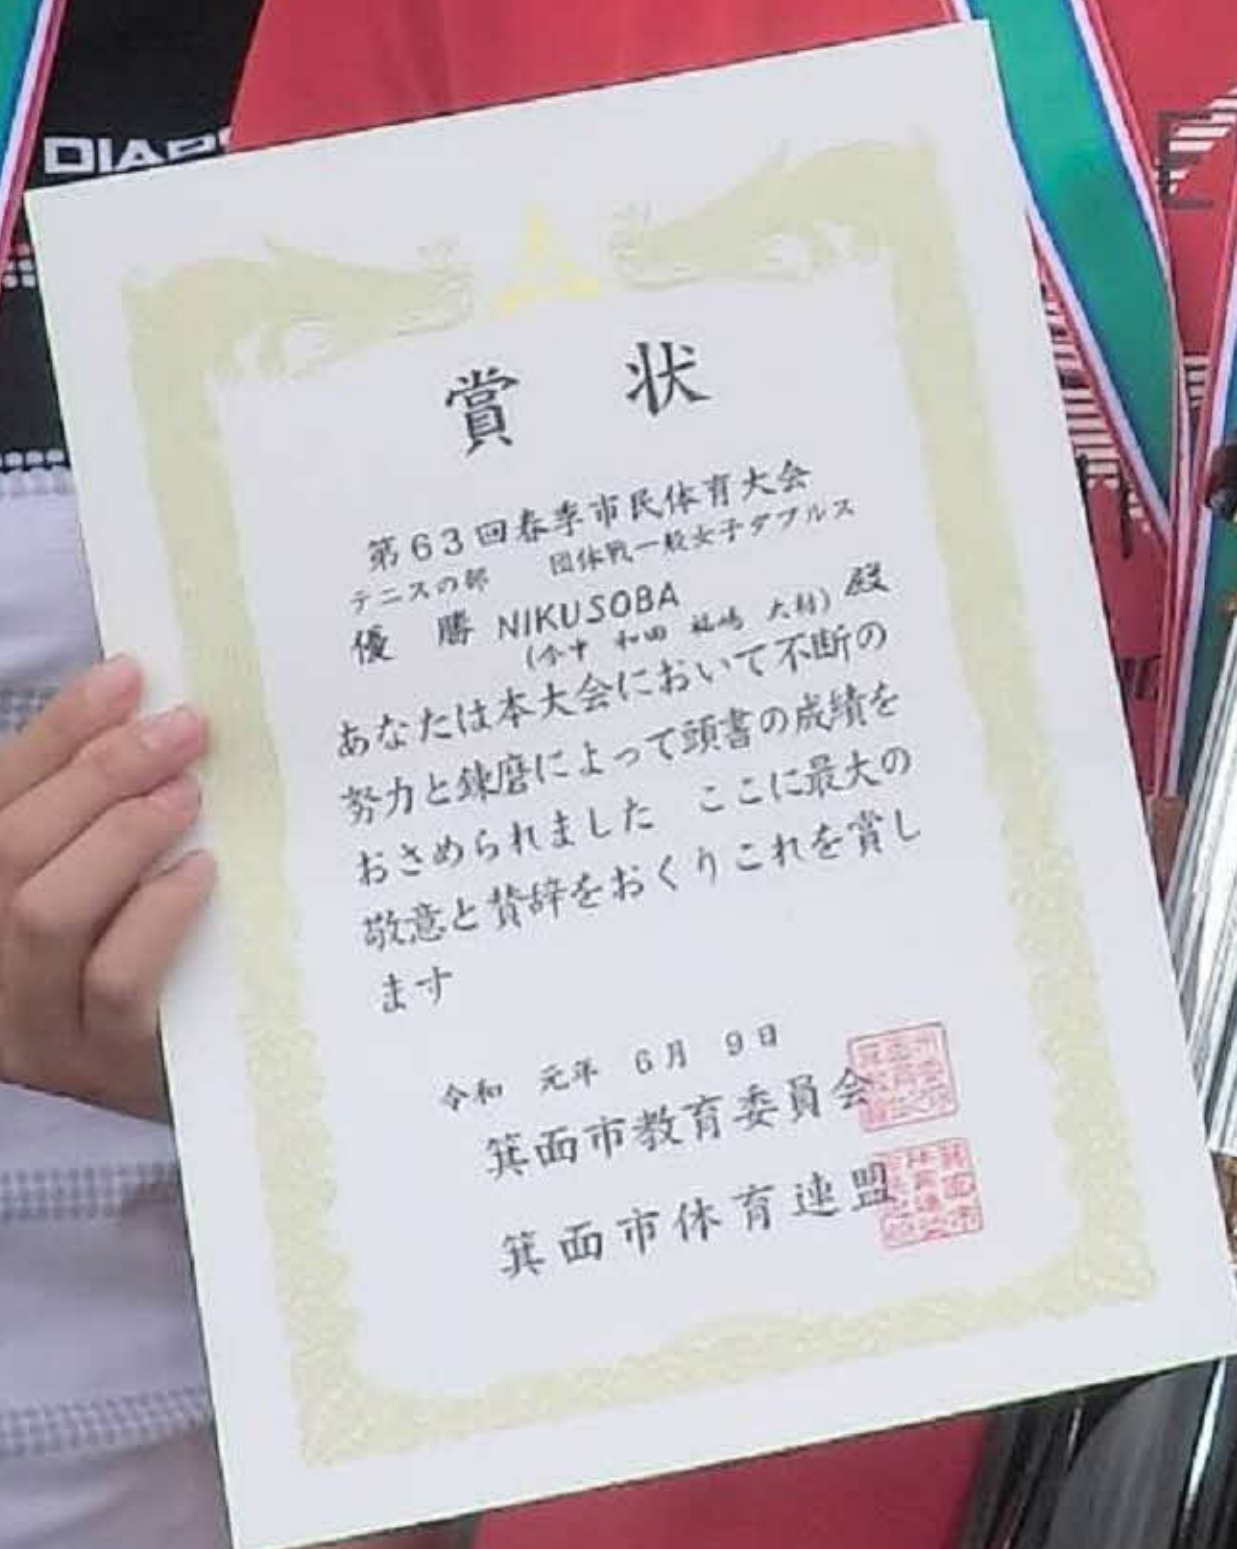 賞状
第63回春季市民体育大会
テニスの部 団体戦一般女子ダブルス
優勝 NIKUSOBA 殿
(今中 和田 福嶋 大村)
あなたは本大会において不断の
努力と錬磨によって頭書の成績を
おさめられました ここに最大の
敬意と賛辞をおくりこれを賞し
ます
令和 元年 6月 9日
箕面市教育委員会
箕面市体育連盟